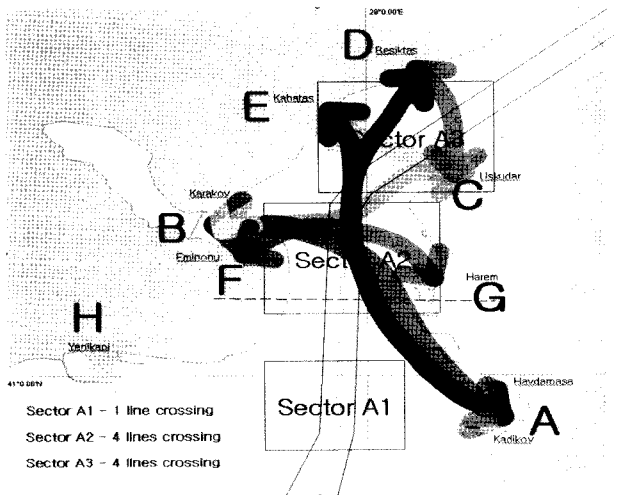 28°0.00'E
D
Besiktas
E
Kabatas
Sector A3
Uskudar
C
Karakoy
B
Eminonu
F
Sector A2
Harem
G
H
Yenikapi
41°0.00'N
Haydarpasa
Sector A1
A
Kadikoy
Sector A1 - 1 line crossing
Sector A2 - 4 lines crossing
Sector A3 - 4 lines crossing